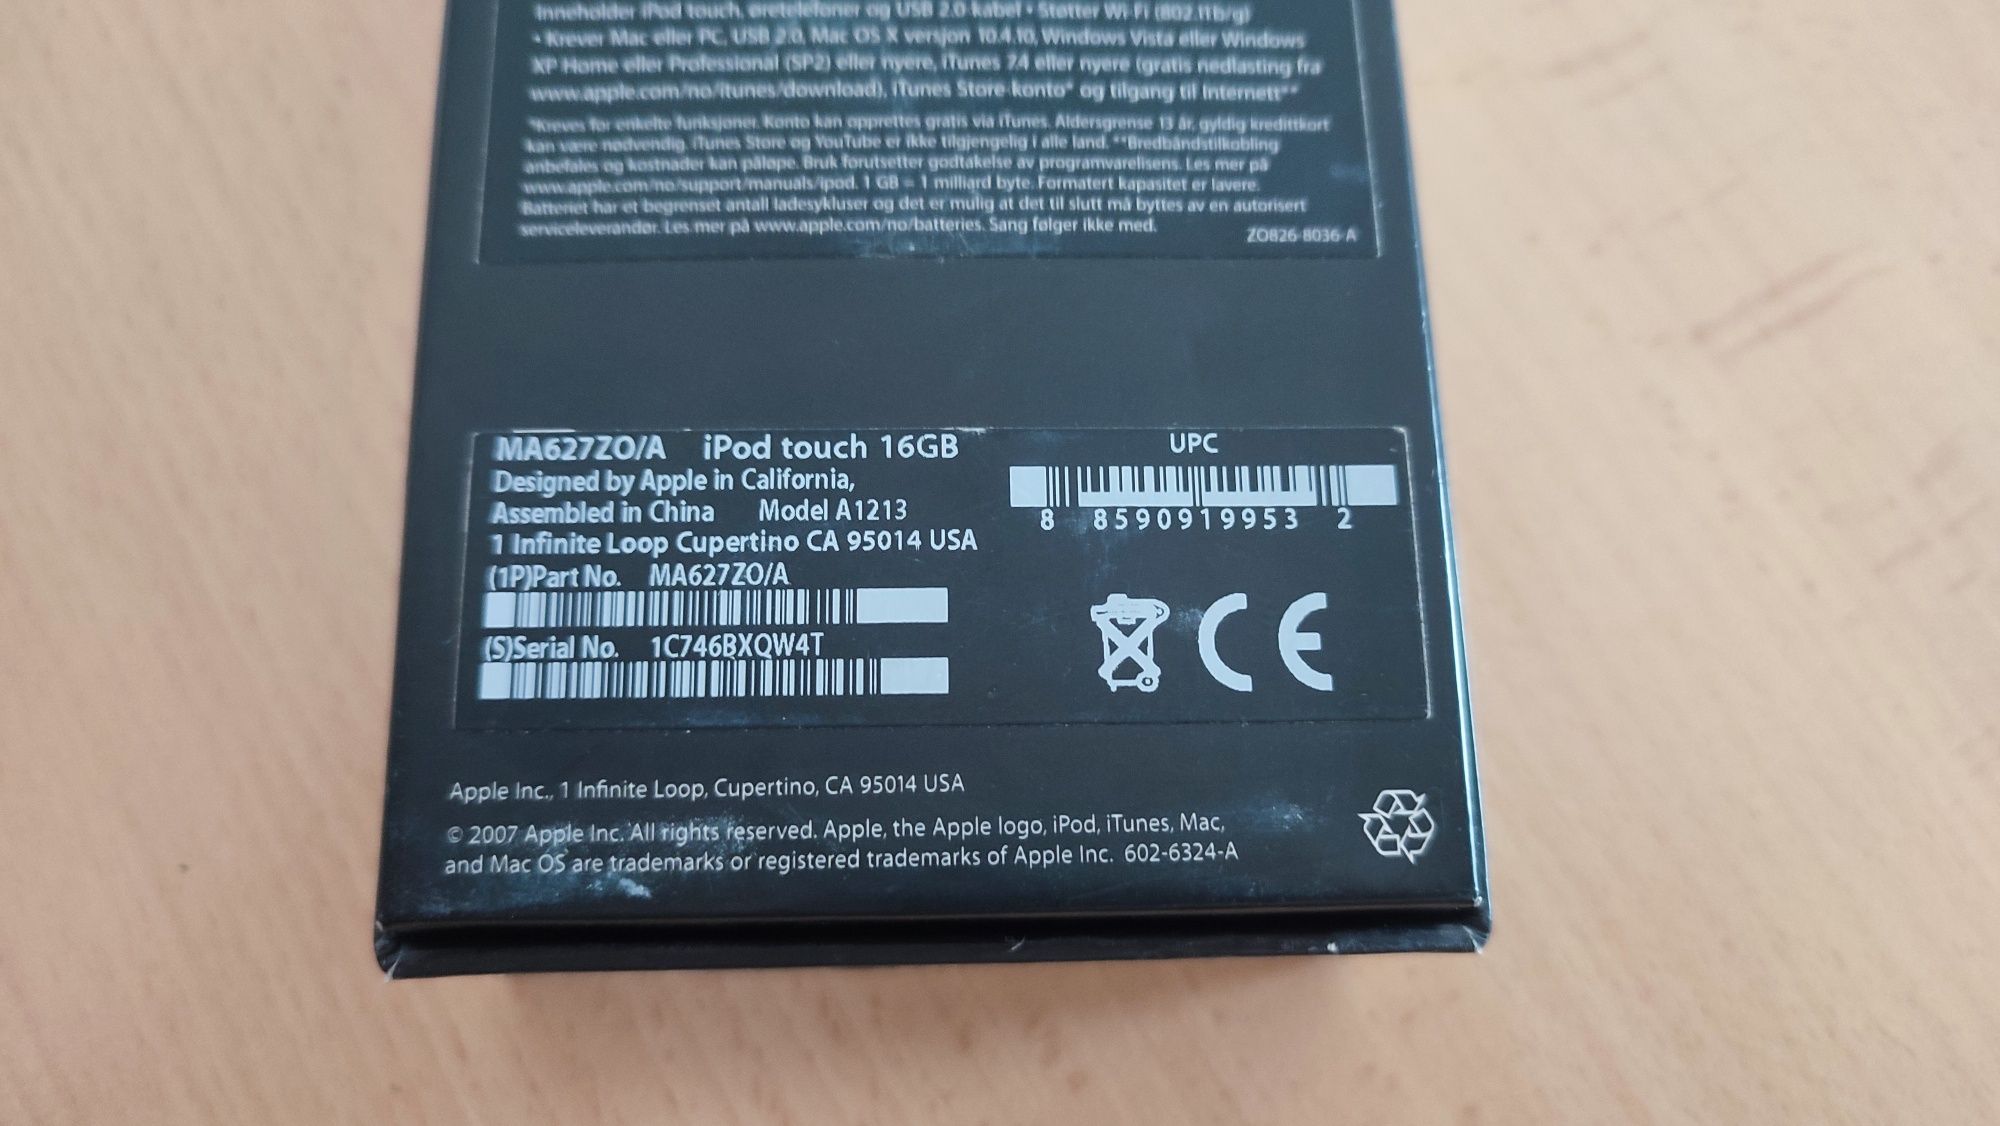 Inneholder iPod touch, øretelefoner og USB 2.0-kabel • Støtter Wi-Fi (802.11b/g)
• Krever Mac eller PC, USB 2.0, Mac OS X versjon 10.4.10, Windows Vista eller Windows
XP Home eller Professional (SP2) eller nyere, iTunes 7.4 eller nyere (gratis nedlasting fra
www.apple.com/no/itunes/download), iTunes Store-konto* og tilgang til Internett**
*Kreves for enkelte funksjoner. Konto kan opprettes gratis via iTunes. Aldersgrense 13 år, gyldig kredittkort
kan være nødvendig. iTunes Store og YouTube er ikke tilgjengelig i alle land. **Bredbåndstilkobling
anbefales og kostnader kan påløpe. Bruk forutsetter godtakelse av programvarelisens. Les mer på
www.apple.com/no/support/manuals/ipod. 1 GB = 1 milliard byte. Formatert kapasitet er lavere.
Batteriet har et begrenset antall ladesykluser og det er mulig at det til slutt må byttes av en autorisert
serviceleverandør. Les mer på www.apple.com/no/batteries. Sang følger ikke med.
ZO826-8036-A
MA627ZO/A iPod touch 16GB
Designed by Apple in California,
Assembled in China Model A1213
1 Infinite Loop Cupertino CA 95014 USA
(1P)Part No. MA627ZO/A
(S)Serial No. 1C746BXQW4T
UPC
8 8590919953 2
CE
Apple Inc., 1 Infinite Loop, Cupertino, CA 95014 USA
© 2007 Apple Inc. All rights reserved. Apple, the Apple logo, iPod, iTunes, Mac,
and Mac OS are trademarks or registered trademarks of Apple Inc. 602-6324-A